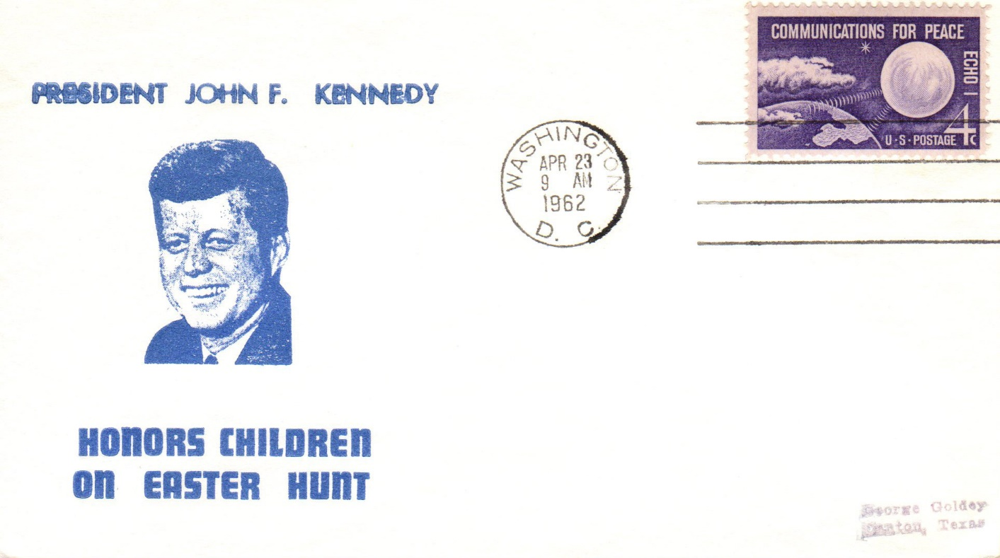 COMMUNICATIONS FOR PEACE
ECHO I
U·S·POSTAGE 4c
PRESIDENT JOHN F. KENNEDY
WASHINGTON
APR 23
9 AM
1962
D. C.
HONORS CHILDREN
ON EASTER HUNT
George Goldey
Texas